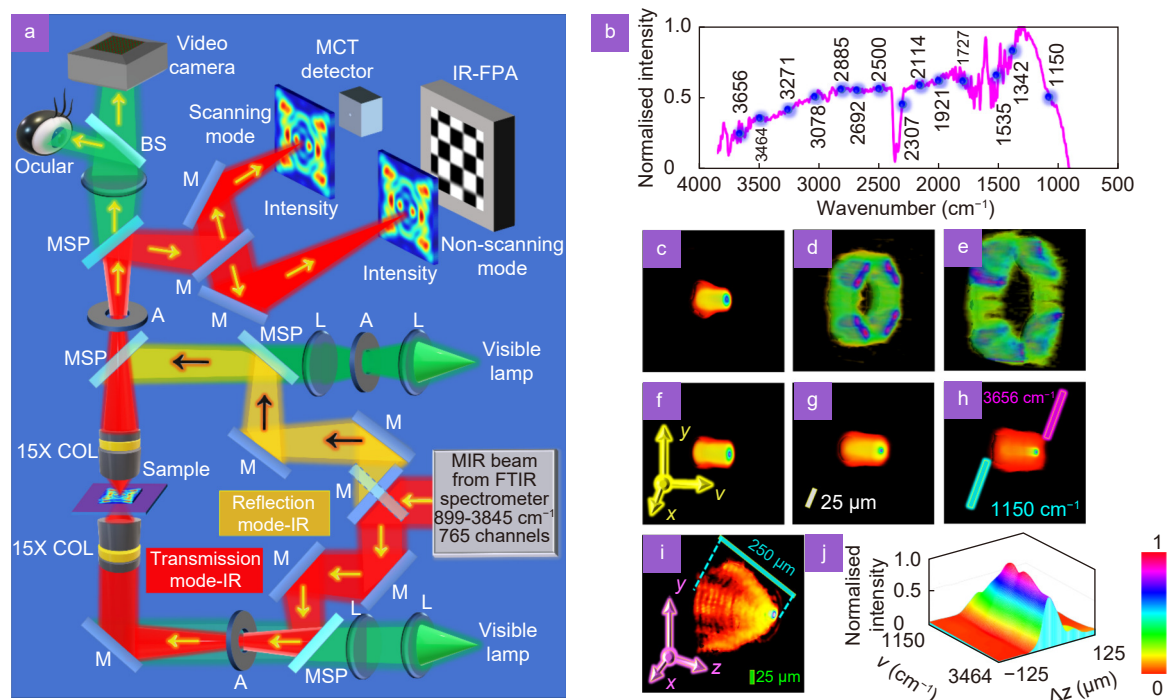 a
Video
camera
MCT
detector
IR-FPA
Scanning
mode
BS
Ocular
M
Intensity
MSP
Non-scanning
mode
Intensity
M
M
A
MSP
MSP
L
A
L
Visible
lamp
15X COL
M
M
Sample
M
MIR beam
from FTIR
spectrometer
899-3845 cm⁻¹
765 channels
Reflection
mode-IR
15X COL
Transmission
mode-IR
M
M
L
L
Visible
lamp
M
A
MSP
b
Normalised intensity
1.0
0.5
0
3656
3464
3271
3078
2885
2692
2500
2307
2114
1921
1727
1535
1342
1150
4000 3500 3000 2500 2000 1500 1000 500
Wavenumber (cm⁻¹)
c
d
e
f
y
v
x
g
25 μm
h
3656 cm⁻¹
1150 cm⁻¹
i
250 μm
y
z
x
25 μm
j
Normalised
intensity
1.0
0.5
0
1150
v (cm⁻¹)
3464
−125
125
Δz (μm)
1
0